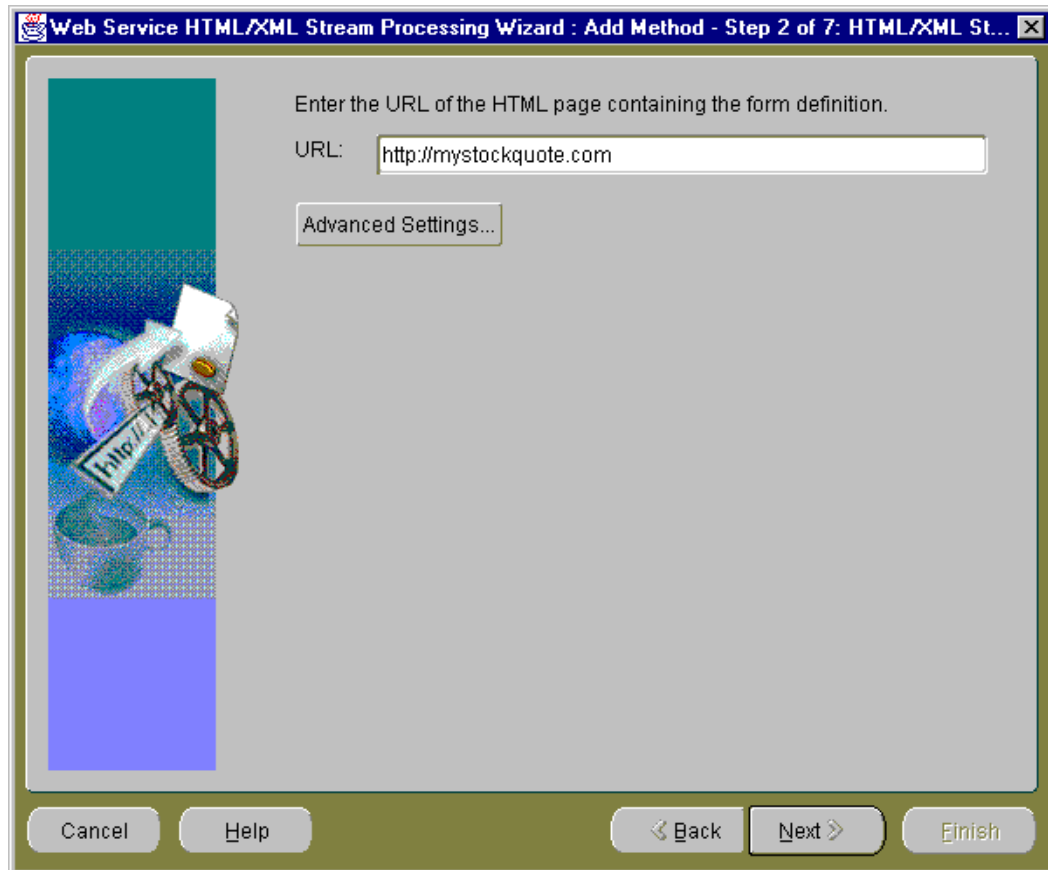 Web Service HTML/XML Stream Processing Wizard : Add Method - Step 2 of 7: HTML/XML St...
Enter the URL of the HTML page containing the form definition.
URL: http://mystockquote.com
Advanced Settings...
http://
Cancel Help Back Next Finish